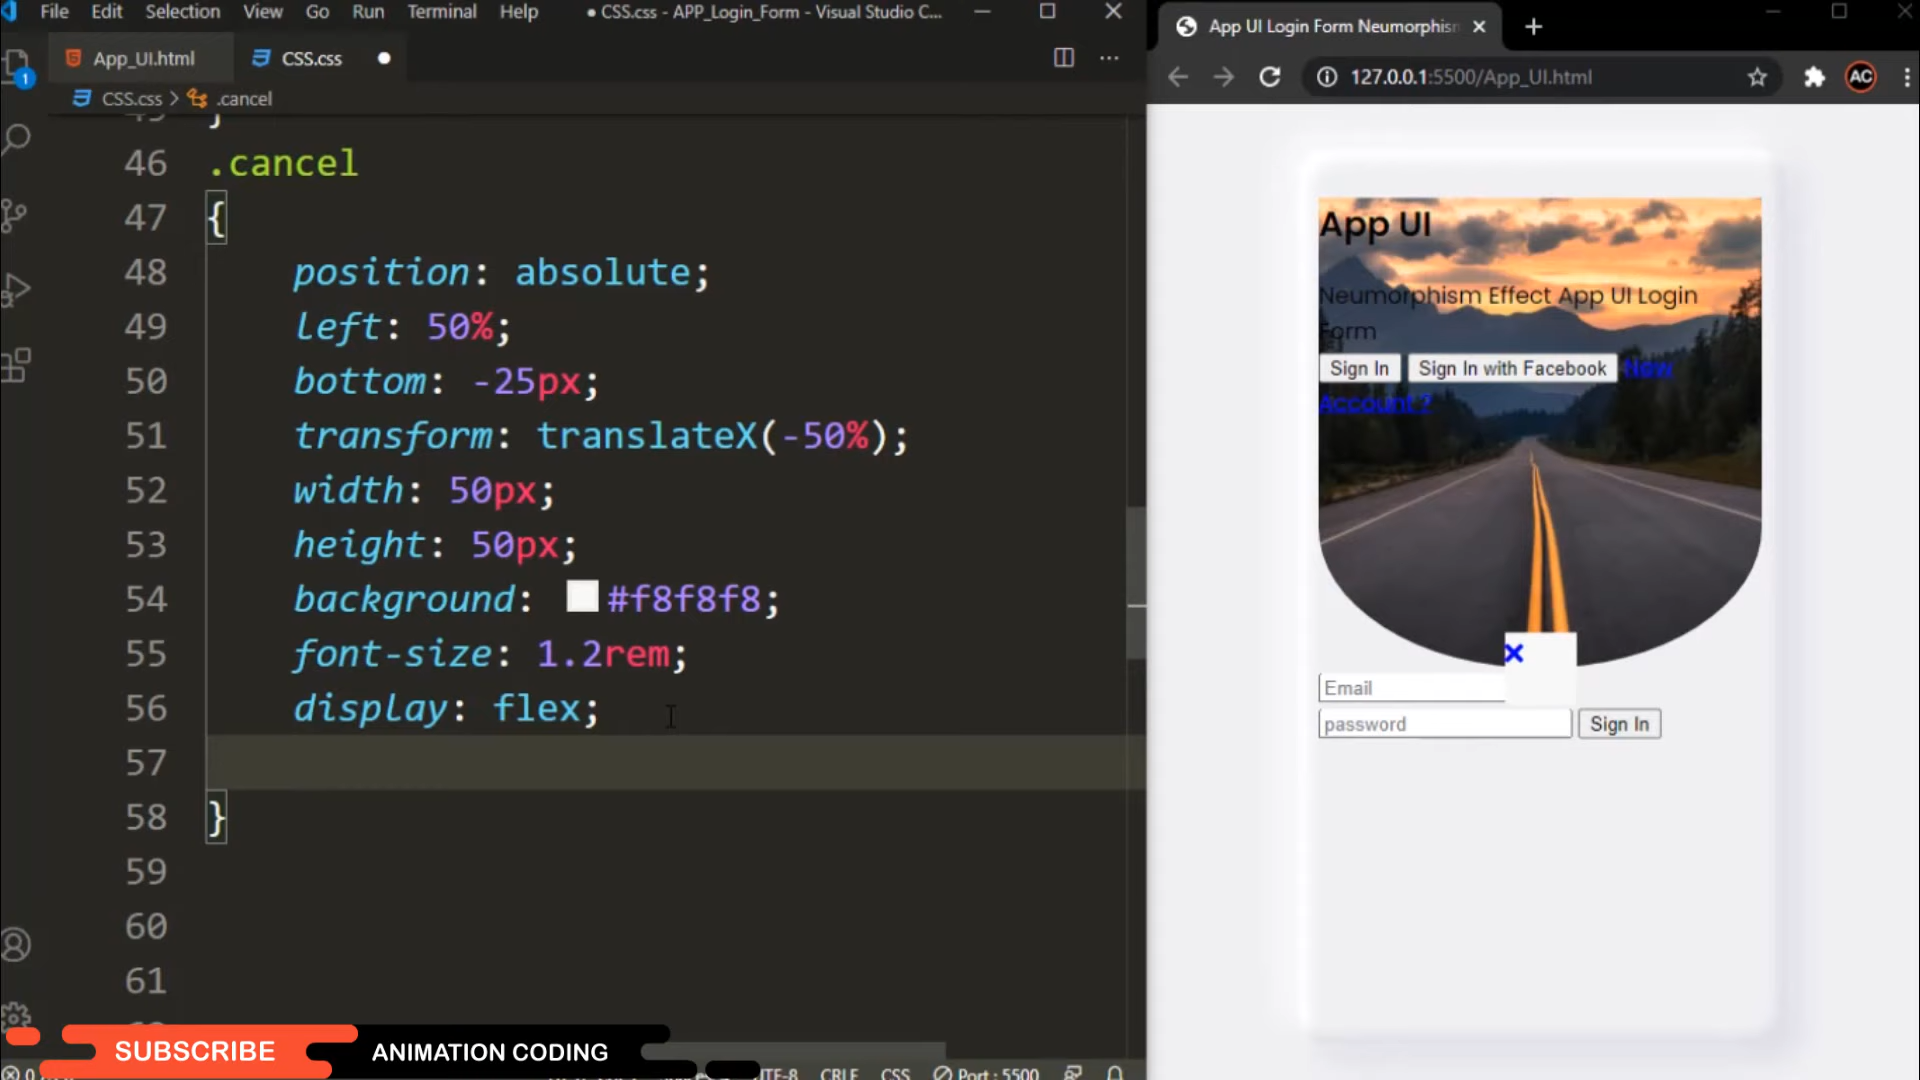 File Edit Selection View Go Run Terminal Help ● CSS.css - APP_Login_Form - Visual Studio C...
App_UI.html CSS.css ●
CSS.css > .cancel
46 .cancel
47 {
48 position: absolute;
49 left: 50%;
50 bottom: -25px;
51 transform: translateX(-50%);
52 width: 50px;
53 height: 50px;
54 background: #f8f8f8;
55 font-size: 1.2rem;
56 display: flex;
57
58 }
59
60
61
SUBSCRIBE ANIMATION CODING
CRLF CSS Port : 5500
App UI Login Form Neumorphis
127.0.0.1:5500/App_UI.html AC
App UI
Neumorphism Effect App UI Login
Form
Sign In Sign In with Facebook New
Account ?
Email
password Sign In
1